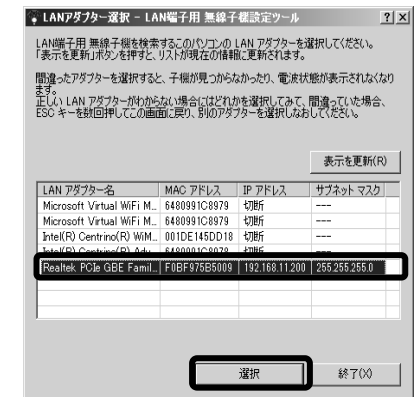 LANアダプター選択 - LAN端子用 無線子機設定ツール
LAN端子用 無線子機を検索するこのパソコンの LAN アダプターを選択してください。
「表示を更新」ボタンを押すと、リストが現在の情報に更新されます。
間違ったアダプターを選択すると、子機が見つからなかったり、電波状態が表示されなくなり
ます。
正しい LAN アダプターがわからない場合にはどれかを選択してみて、間違っていた場合、
ESC キーを数回押してこの画面に戻り、別のアダプターを選択しなおしてください。
表示を更新(R)
LAN アダプター名 MAC アドレス IP アドレス サブネット マスク
Microsoft Virtual WiFi M... 6480991C8979 切断 ---
Microsoft Virtual WiFi M... 6480991C8979 切断 ---
Intel(R) Centrino(R) WiM... 001DE145DD18 切断 ---
Intel(R) Centrino(R) Adv... 6480991C8978 切断 ---
Realtek PCIe GBE Famil... F0BF975B5009 192.168.11.200 255.255.255.0
選択 終了(X)